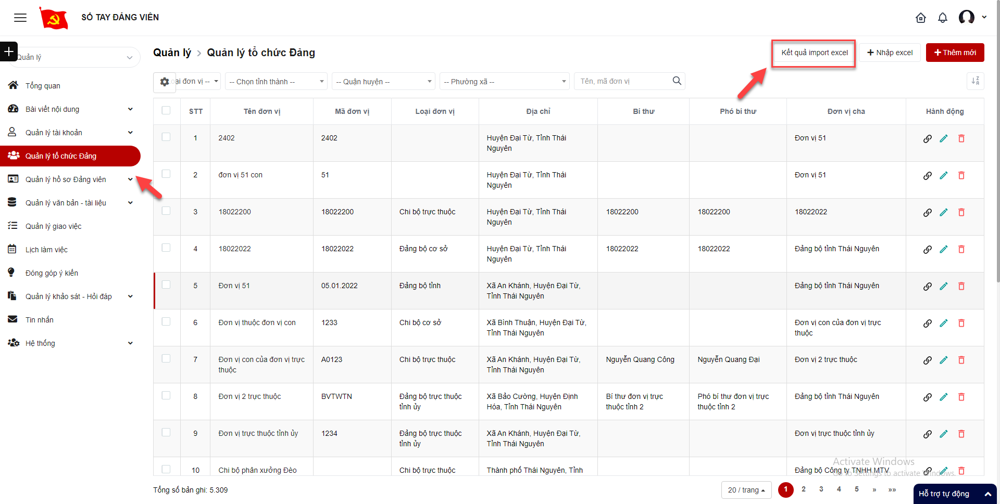 SỔ TAY ĐẢNG VIÊN
Quản lý
Tổng quan
Bài viết nội dung
Quản lý tài khoản
Quản lý tổ chức Đảng
Quản lý hồ sơ Đảng viên
Quản lý văn bản - tài liệu
Quản lý giao việc
Lịch làm việc
Đóng góp ý kiến
Quản lý khảo sát - Hỏi đáp
Tin nhắn
Hệ thống
Quản lý > Quản lý tổ chức Đảng
Kết quả import excel
+ Nhập excel
+ Thêm mới
ại đơn vị --
-- Chọn tỉnh thành --
-- Quận huyện --
-- Phường xã --
Tên, mã đơn vị
STT Tên đơn vị Mã đơn vị Loại đơn vị Địa chỉ Bí thư Phó bí thư Đơn vị cha Hành động
1 2402 2402 Huyện Đại Từ, Tỉnh Thái Đơn vị 51
Nguyên
2 đơn vị 51 con 51 Huyện Đại Từ, Tỉnh Thái Đơn vị 51
Nguyên
3 18022200 18022200 Chi bộ trực thuộc Huyện Đại Từ, Tỉnh Thái 18022200 18022200 18022022
Nguyên
4 18022022 18022022 Đảng bộ cơ sở Huyện Đại Từ, Tỉnh Thái 18022022 18022022 Đảng bộ tỉnh Thái Nguyên
Nguyên
5 Đơn vị 51 05.01.2022 Đảng bộ tỉnh Xã An Khánh, Huyện Đại Từ, Đảng bộ tỉnh Thái Nguyên
Tỉnh Thái Nguyên
6 Đơn vị thuộc đơn vị con 1233 Chi bộ cơ sở Xã Bình Thuận, Huyện Đại Từ, Đơn vị con của đơn vị trực
Tỉnh Thái Nguyên thuộc
7 Đơn vị con của đơn vị trực A0123 Chi bộ trực thuộc Xã An Khánh, Huyện Đại Từ, Nguyễn Quang Công Nguyễn Quang Đại Đơn vị 2 trực thuộc
thuộc Tỉnh Thái Nguyên
8 Đơn vị 2 trực thuộc BVTWTN Đảng bộ trực thuộc Xã Bảo Cường, Huyện Định Bí thư đơn vị trực Phó bí thư đơn vị trực Đảng bộ tỉnh Thái Nguyên
tỉnh ủy Hóa, Tỉnh Thái Nguyên thuộc tỉnh 2 thuộc tỉnh 2
9 Đơn vị trực thuộc tỉnh ủy 1234 Đảng bộ trực thuộc Xã An Khánh, Huyện Đại Từ, Đơn vị trực thuộc tỉnh ủy
tỉnh ủy Tỉnh Thái Nguyên
10 Chi bộ phân xưởng Đèo Chi bộ trực thuộc Thành phố Thái Nguyên, Tỉnh Đảng bộ Công ty TNHH MTV
Activate Windows
Go to Settings to activate Windows.
Tổng số bản ghi: 5.309
20 / trang
1 2 3 4 5 » »»
Hỗ trợ tự động